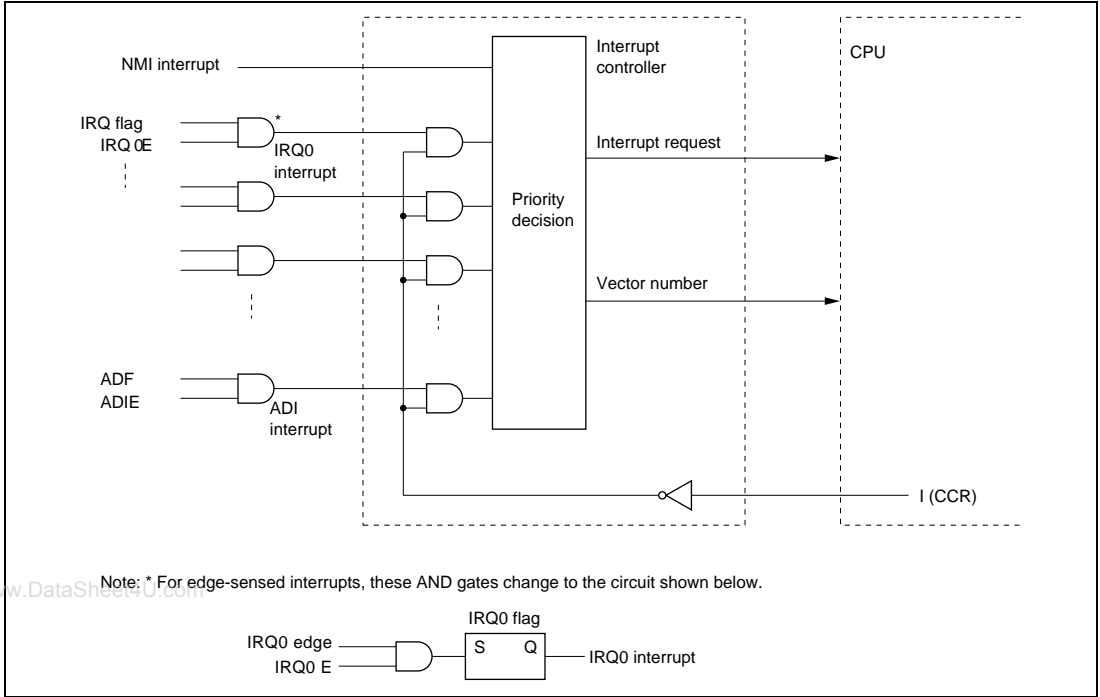 NMI interrupt
IRQ flag
IRQ 0E
*
IRQ0
interrupt
ADF
ADIE
ADI
interrupt
Priority
decision
Interrupt
controller
Interrupt request
Vector number
CPU
I (CCR)
Note: * For edge-sensed interrupts, these AND gates change to the circuit shown below.
w.DataSheet4U.com
IRQ0 flag
IRQ0 edge
IRQ0 E
S Q
IRQ0 interrupt